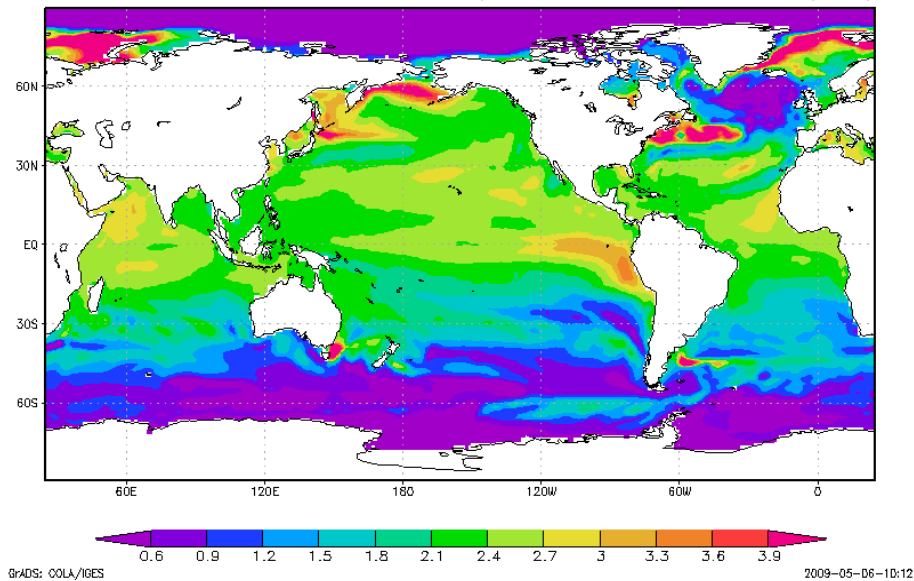 60N
30N
EQ
30S
60S
60E 120E 180 120W 60W 0
0.6 0.9 1.2 1.5 1.8 2.1 2.4 2.7 3 3.3 3.6 3.9
GrADS: COLA/IGES 2009-05-06-10:12